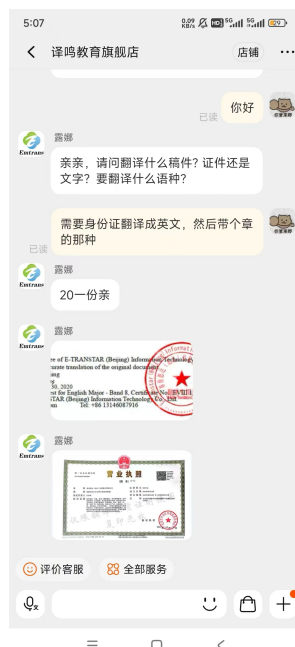 5:07
0.09 KB/s HD 5G 5G
译鸣教育旗舰店
店铺
你好
已读
露娜
亲亲，请问翻译什么稿件？证件还是
文字？要翻译什么语种？
需要身份证翻译成英文，然后带个章
的那种
已读
露娜
20一份亲
露娜
e of E-TRANSTAR (Beijing) Information Technology
urate translation of the original document
ang
30, 2020
est for English Major - Band 8, Certificate No.
STAR (Beijing) Information Technology Co., Ltd
Tel: +86 13146087916
露娜
Emtrans
营业执照
评价客服
全部服务